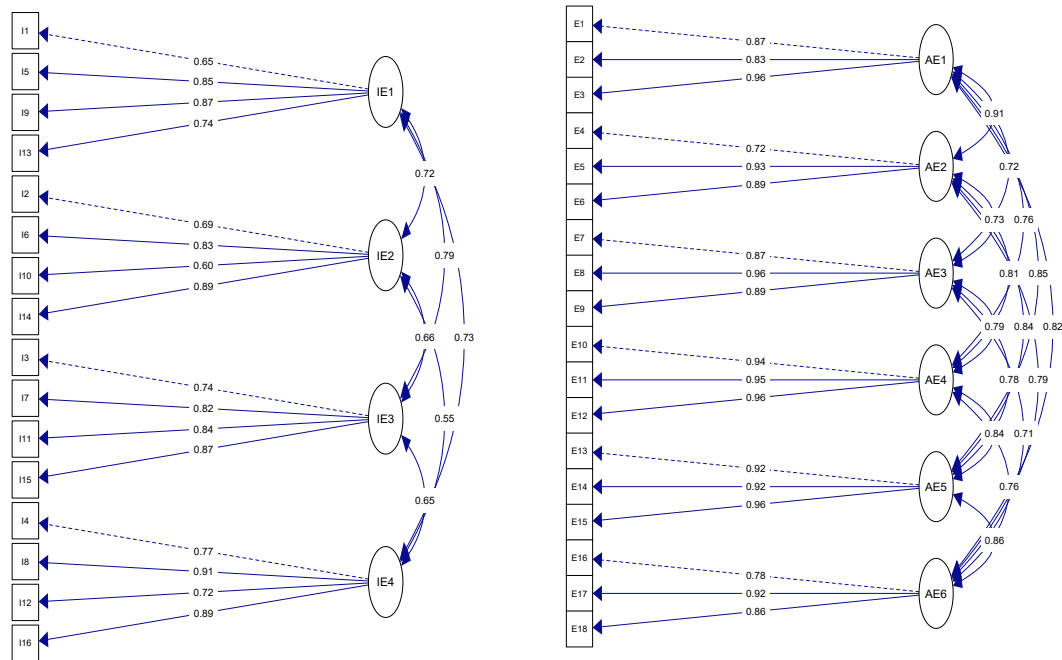 I1
I5
I9
I13
I2
I6
I10
I14
I3
I7
I11
I15
I4
I8
I12
I16
0.65
0.85
0.87
0.74
0.69
0.83
0.60
0.89
0.74
0.82
0.84
0.87
0.77
0.91
0.72
0.89
IE1
IE2
IE3
IE4
0.72
0.79
0.66
0.73
0.55
0.65
E1
E2
E3
E4
E5
E6
E7
E8
E9
E10
E11
E12
E13
E14
E15
E16
E17
E18
0.87
0.83
0.96
0.72
0.93
0.89
0.87
0.96
0.89
0.94
0.95
0.96
0.92
0.92
0.96
0.78
0.92
0.86
AE1
AE2
AE3
AE4
AE5
AE6
0.91
0.72
0.73
0.76
0.81
0.85
0.79
0.84
0.82
0.78
0.79
0.84
0.71
0.76
0.86